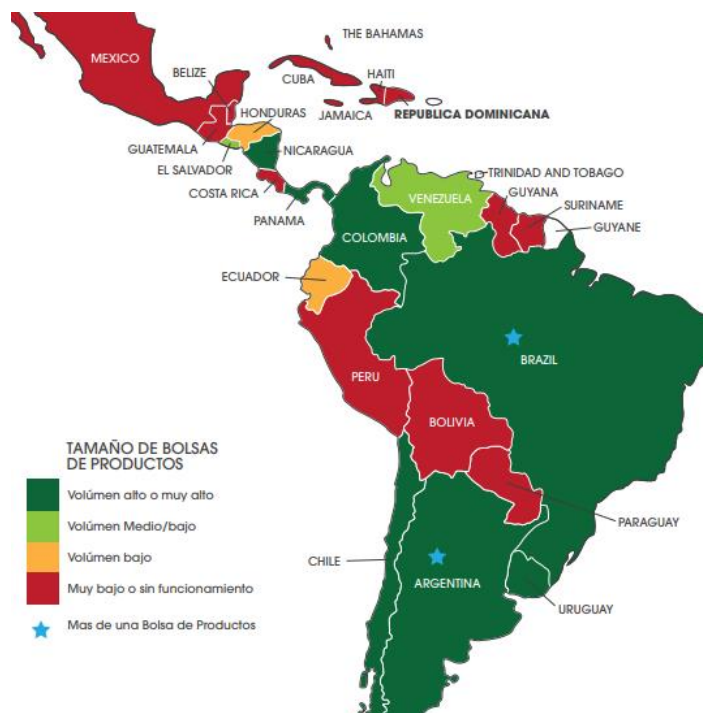 THE BAHAMAS
MEXICO
BELIZE
CUBA
HAITI
HONDURAS
JAMAICA
REPUBLICA DOMINICANA
GUATEMALA
NICARAGUA
EL SALVADOR
TRINIDAD AND TOBAGO
COSTA RICA
VENEZUELA
GUYANA
SURINAME
PANAMA
GUYANE
COLOMBIA
ECUADOR
BRAZIL
PERU
BOLIVIA
TAMAÑO DE BOLSAS
DE PRODUCTOS
Volúmen alto o muy alto
Volúmen Medio/bajo
Volúmen bajo
Muy bajo o sin funcionamiento
Mas de una Bolsa de Productos
PARAGUAY
CHILE
ARGENTINA
URUGUAY